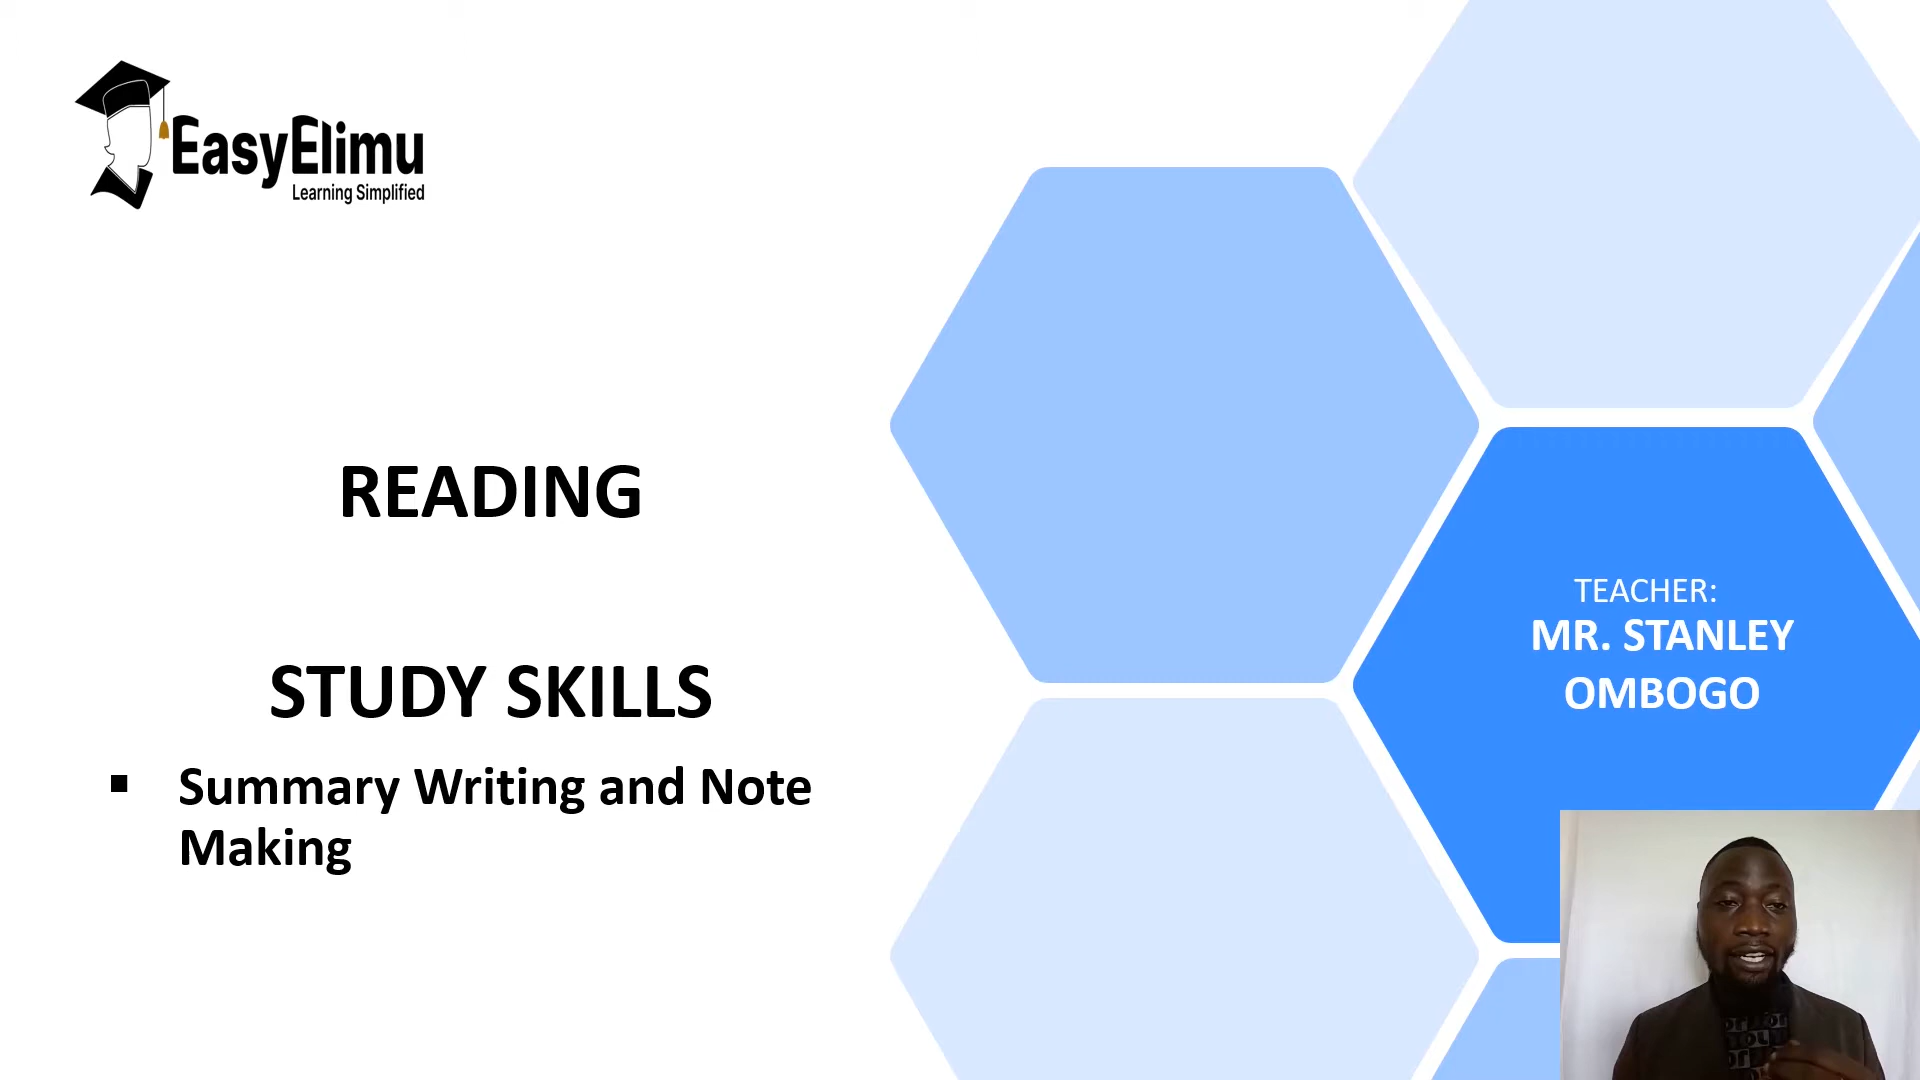 EasyElimu
Learning Simplified
READING
STUDY SKILLS
▪ Summary Writing and Note
Making
TEACHER:
MR. STANLEY
OMBOGO